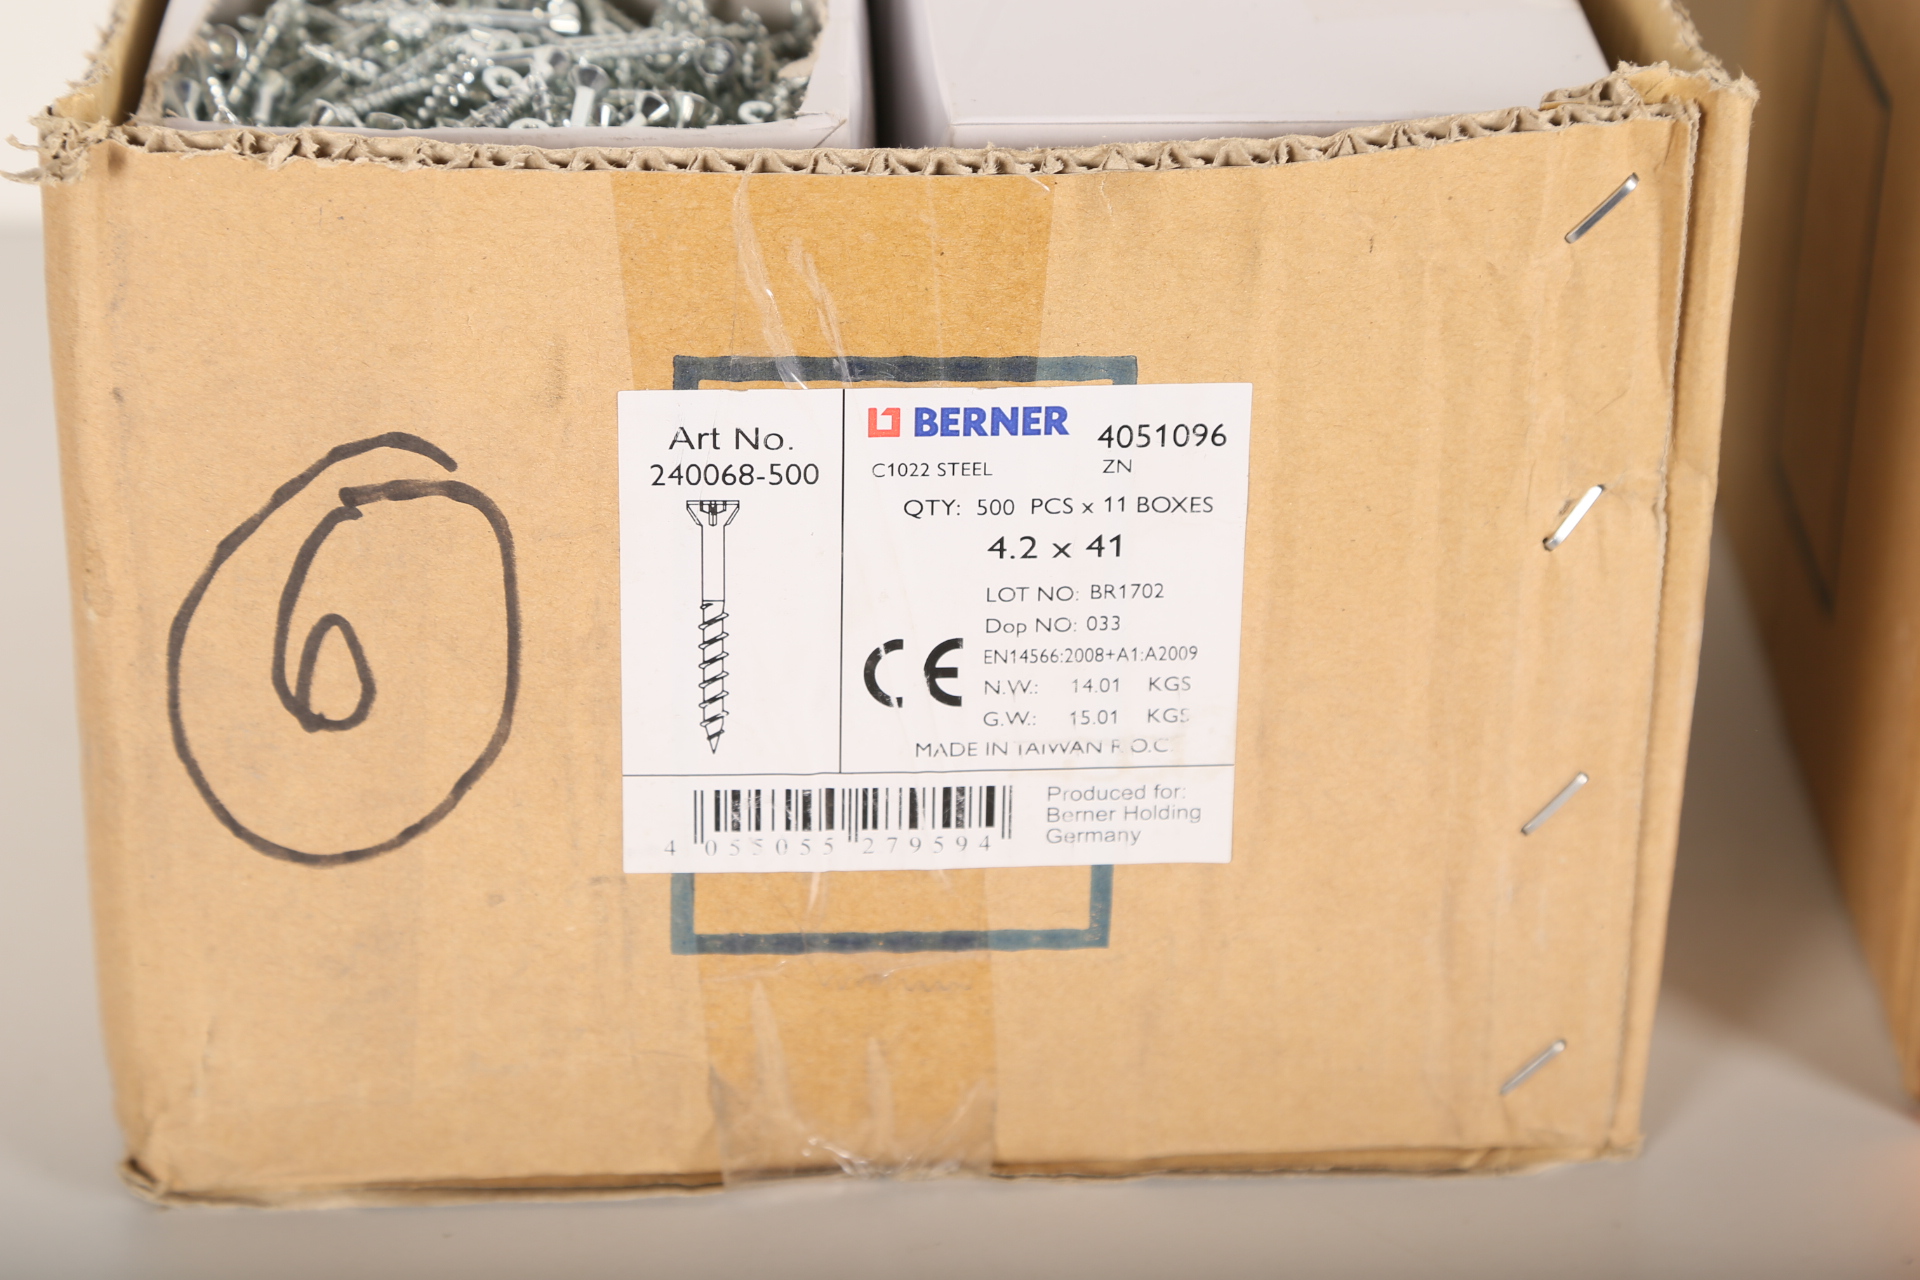 6
Art No.
240068-500
BERNER
4051096
C1022 STEEL
ZN
QTY: 500 PCS x 11 BOXES
4.2 x 41
LOT NO: BR1702
Dop NO: 033
CE
EN14566:2008+A1:A2009
N.W.: 14.01 KGS
G.W.: 15.01 KGS
MADE IN TAIWAN R.O.C.
4 055055 279594
Produced for:
Berner Holding
Germany